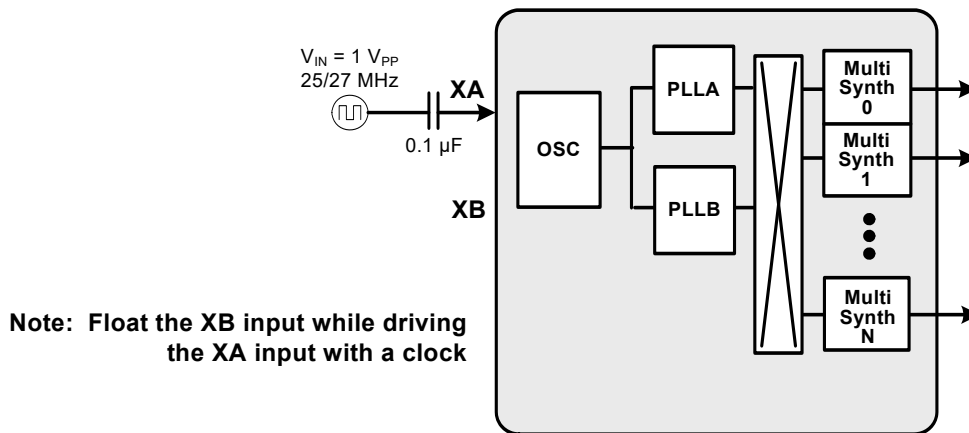 V_IN = 1 V_PP
25/27 MHz
XA
0.1 µF
XB
OSC
PLLA
PLLB
Multi
Synth
0
Multi
Synth
1
Multi
Synth
N
Note: Float the XB input while driving
the XA input with a clock